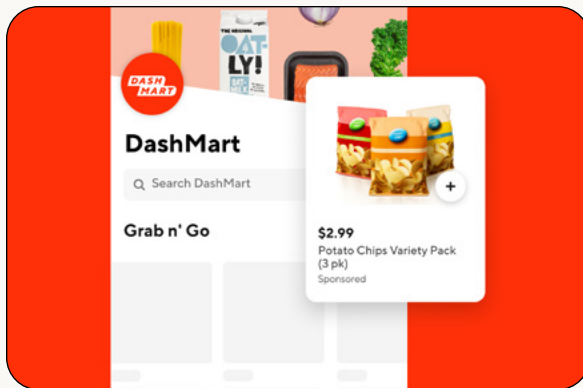 THE ORIGINAL
OAT-
LY!
DASH
MART
DashMart
Search DashMart
Grab n' Go
$2.99
Potato Chips Variety Pack
(3 pk)
Sponsored